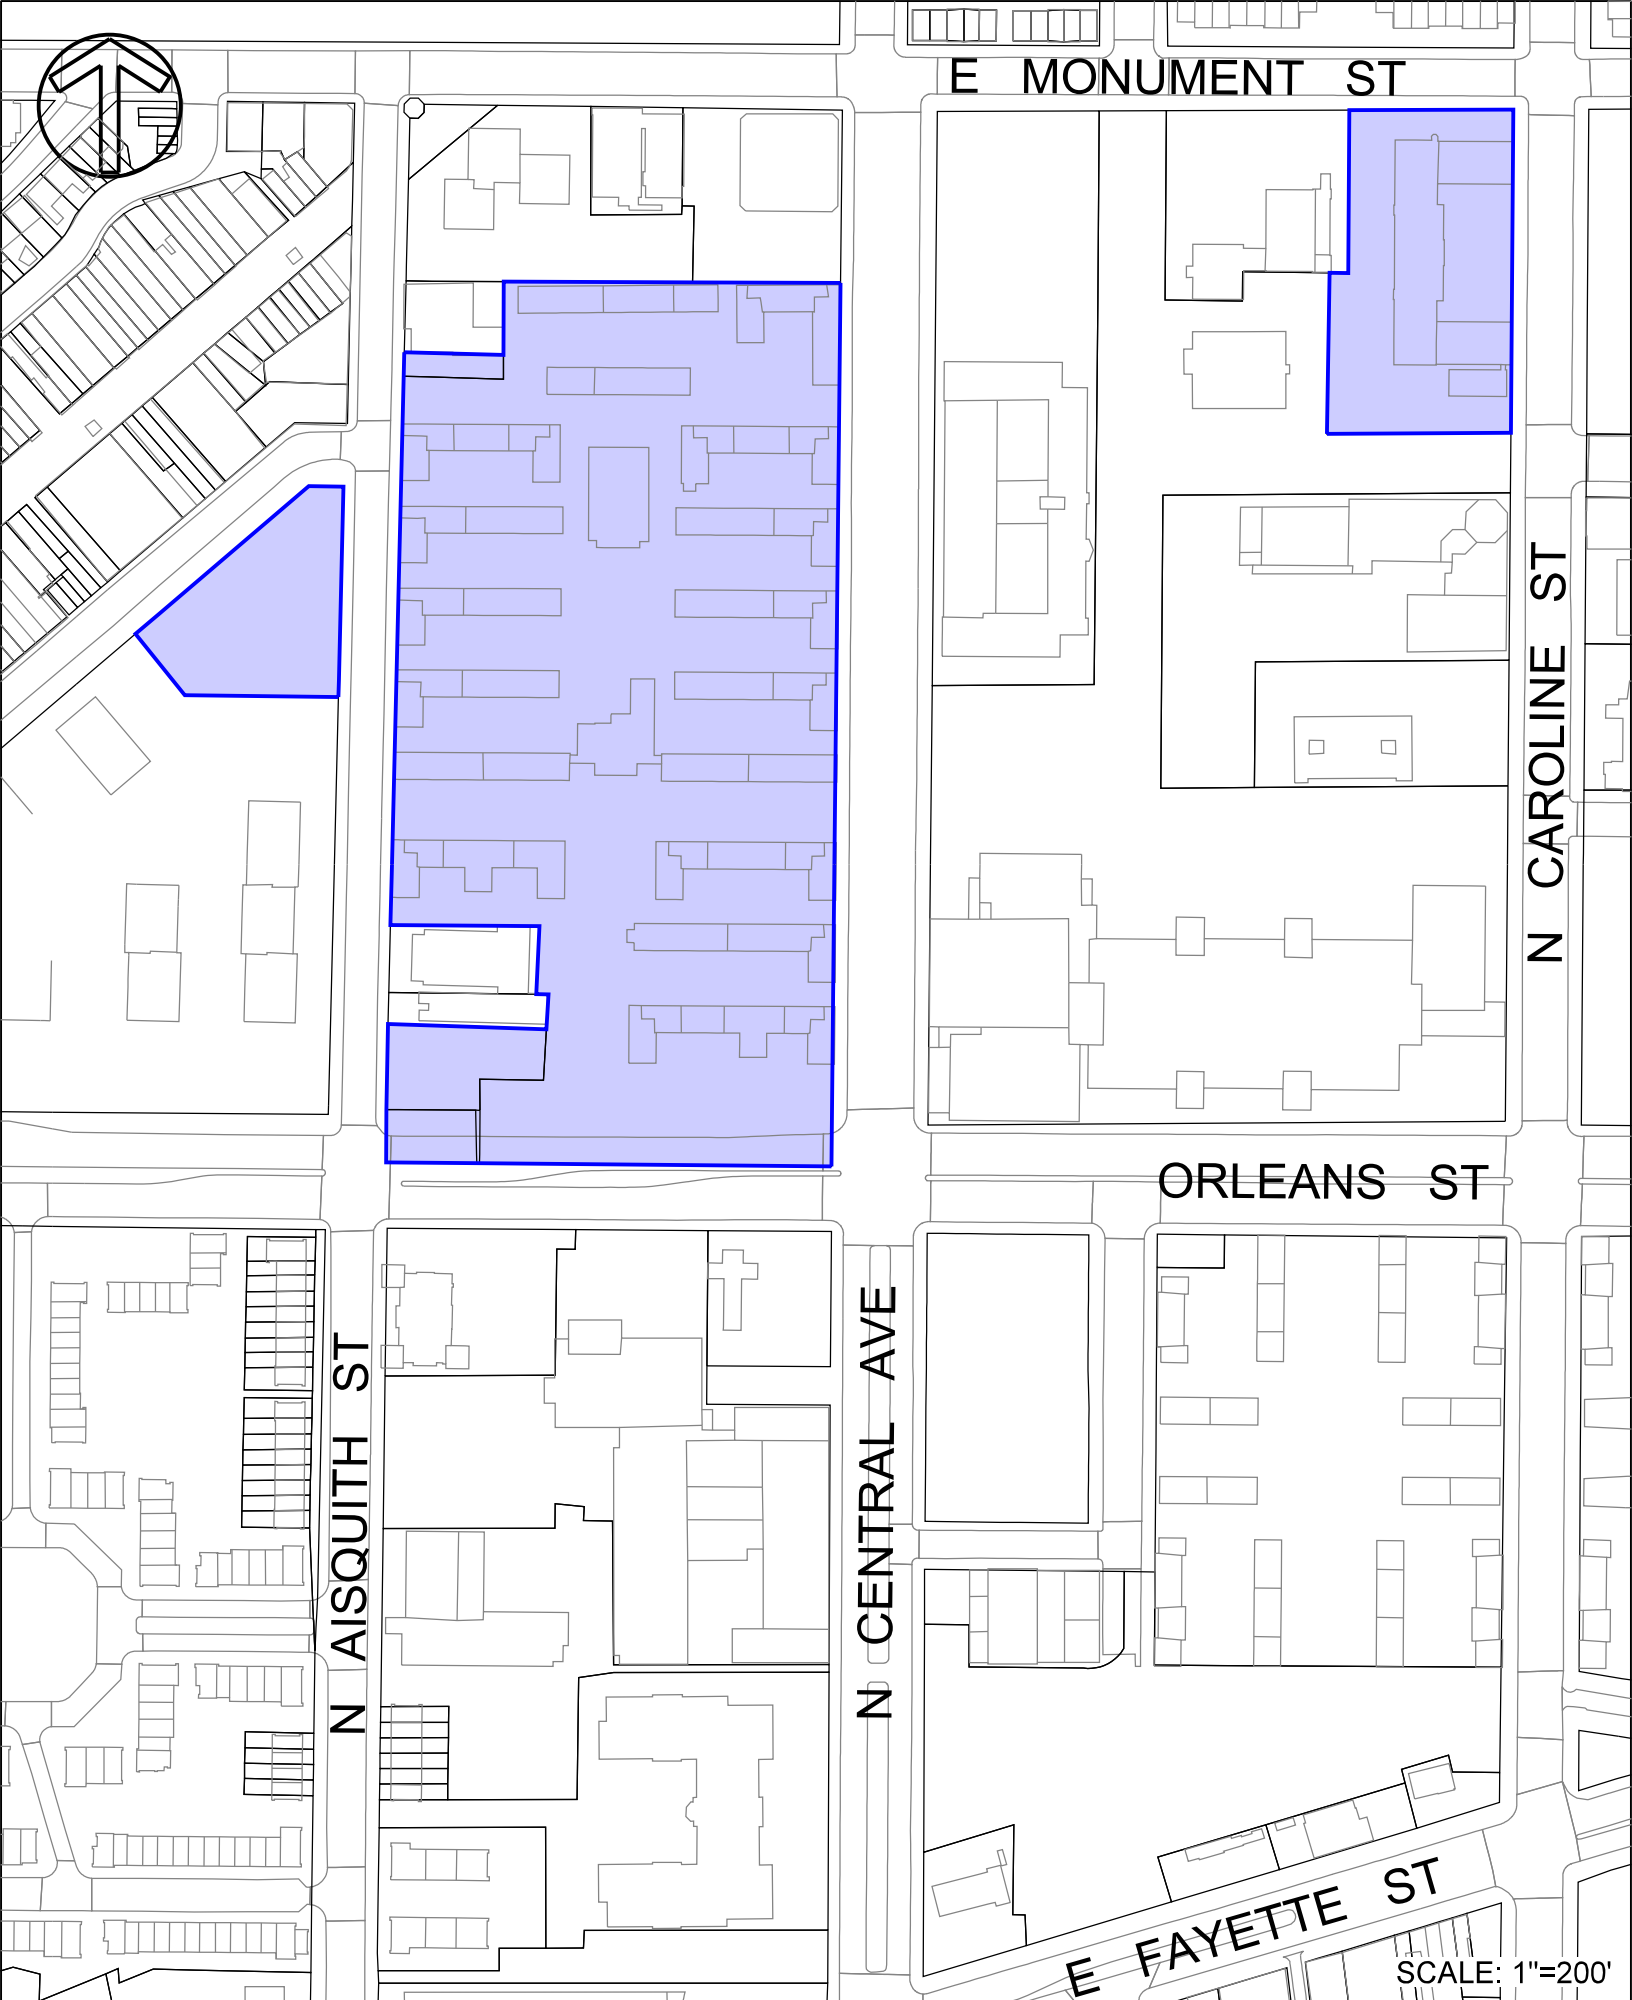 E MONUMENT ST
N CAROLINE ST
ORLEANS ST
N AISQUITH ST
N CENTRAL AVE
E FAYETTE ST
SCALE: 1"=200'